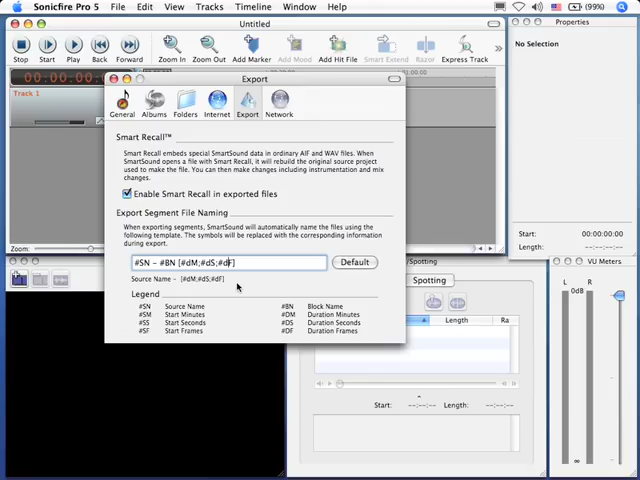 Sonicfire Pro 5 File Edit View Tracks Timeline Window Help (99%)
Untitled
Properties
Stop Start Play Back Forward Zoom In Zoom Out Add Marker Add Mood Add Hit File Smart Extend Razor Express Track »
No Selection
Export
Track 1
General Albums Folders Internet Export Network
Smart Recall™
Smart Recall embeds special SmartSound data in ordinary AIF and WAV files. When
SmartSound opens a file with Smart Recall, it will rebuild the original source project
used to make the file. You can then make changes including instrumentation and mix
changes.
Enable Smart Recall in exported files
Export Segment File Naming
When exporting segments, SmartSound will automatically name the files using the
following template. The symbols will be replaced with the corresponding information
during export.
#SN - #BN [#dM;#dS;#dF]
Default
Source Name - [#dM;#dS;#dF]
Legend
#SN Source Name #BN Block Name
#SM Start Minutes #DM Duration Minutes
#SS Start Seconds #DS Duration Seconds
#SF Start Frames #DF Duration Frames
Start: 00:00:00:00
Length: --:--:--
Zoom:
/Spotting
VU Meters
Spotting
L R
0dB
Length Ra
Start: --:--:-- Length: --:--:--
∞